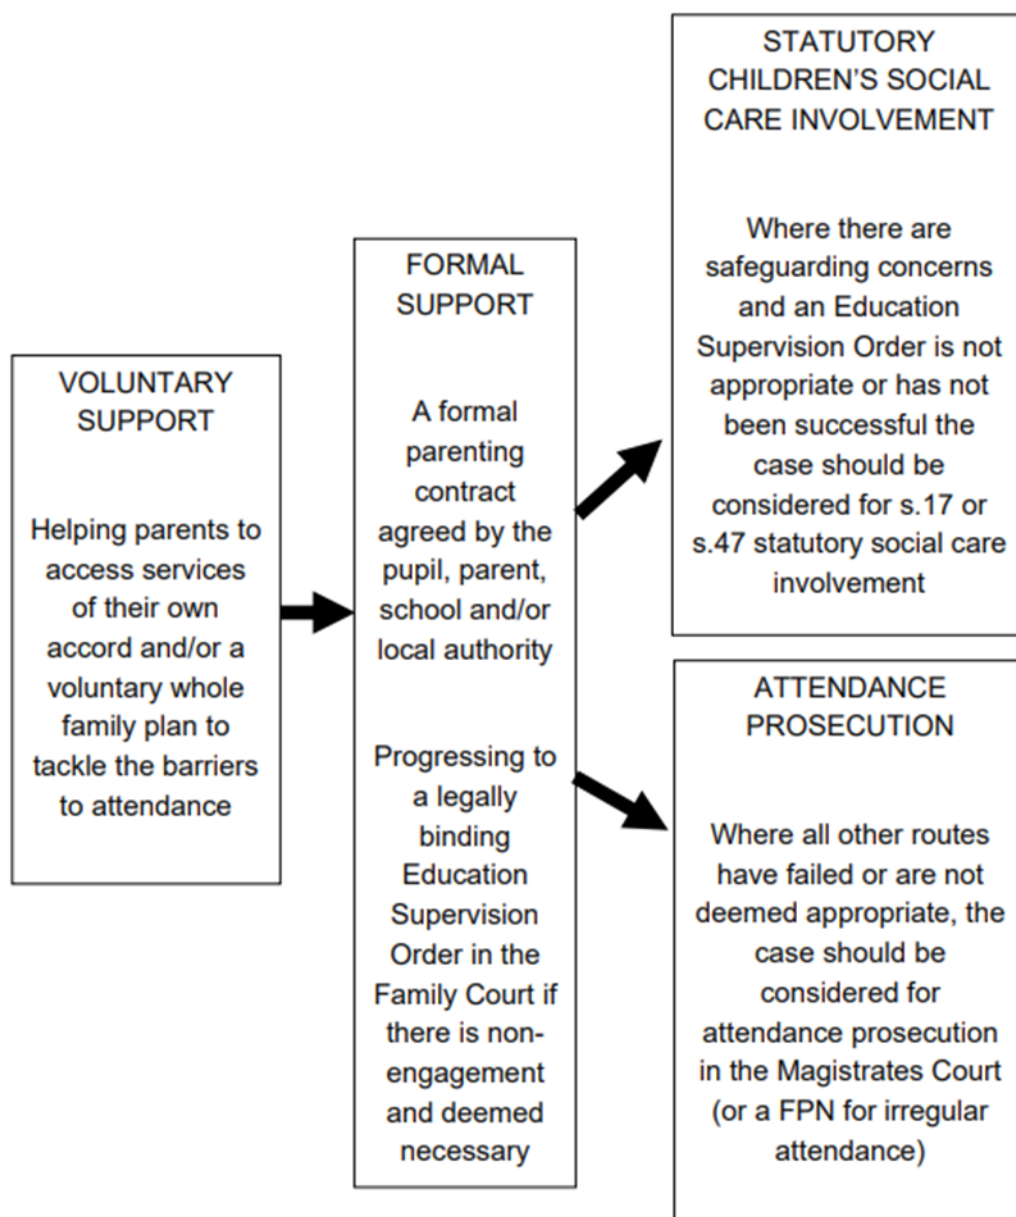 VOLUNTARY
SUPPORT
Helping parents to
access services
of their own
accord and/or a
voluntary whole
family plan to
tackle the barriers
to attendance
FORMAL
SUPPORT
A formal
parenting
contract
agreed by the
pupil, parent,
school and/or
local authority
Progressing to
a legally
binding
Education
Supervision
Order in the
Family Court if
there is non-
engagement
and deemed
necessary
STATUTORY
CHILDREN’S SOCIAL
CARE INVOLVEMENT
Where there are
safeguarding concerns
and an Education
Supervision Order is not
appropriate or has not
been successful the
case should be
considered for s.17 or
s.47 statutory social care
involvement
ATTENDANCE
PROSECUTION
Where all other routes
have failed or are not
deemed appropriate, the
case should be
considered for
attendance prosecution
in the Magistrates Court
(or a FPN for irregular
attendance)